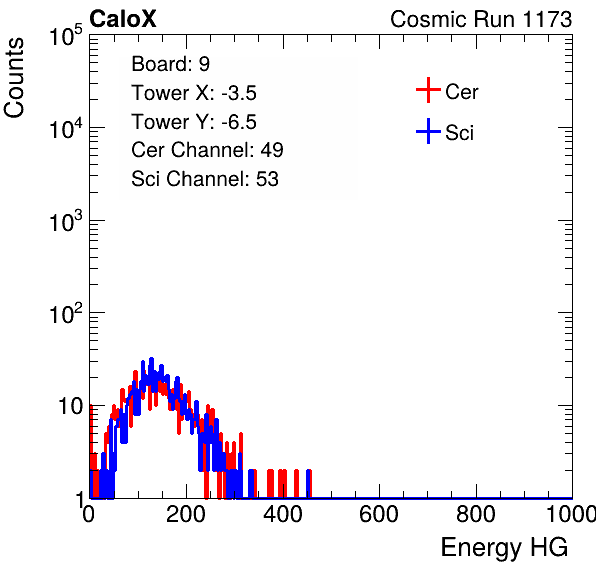 CaloX Cosmic Run 1173
Counts
Board: 9
Tower X: -3.5
Tower Y: -6.5
Cer Channel: 49
Sci Channel: 53
Cer
Sci
10^5
10^4
10^3
10^2
10
1
0 200 400 600 800 1000
Energy HG